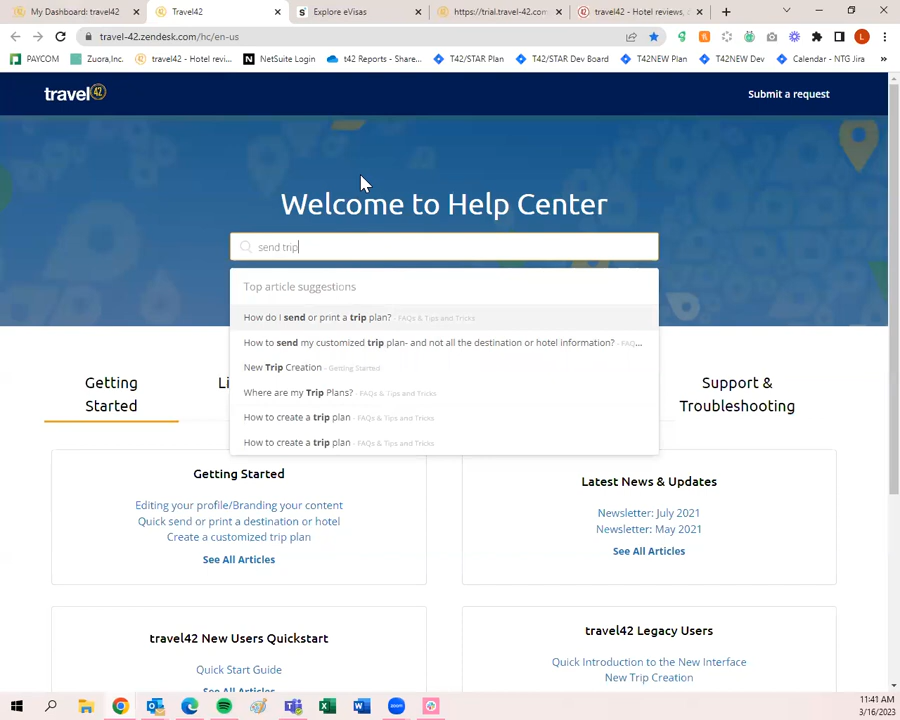 My Dashboard: travel42
Travel42
Explore eVisas
https://trial.travel-42.com
travel42 - Hotel reviews,
travel-42.zendesk.com/hc/en-us
PAYCOM
Zuora,Inc.
travel42 - Hotel revi...
NetSuite Login
t42 Reports - Share...
T42/STAR Plan
T42/STAR Dev Board
T42NEW Plan
T42NEW Dev
Calendar - NTG Jira
travel42
Submit a request
Welcome to Help Center
send trip
Top article suggestions
How do I send or print a trip plan? - FAQs & Tips and Tricks
How to send my customized trip plan- and not all the destination or hotel information? - FAQ...
New Trip Creation - Getting Started
Where are my Trip Plans? - FAQs & Tips and Tricks
How to create a trip plan - FAQs & Tips and Tricks
How to create a trip plan - FAQs & Tips and Tricks
Getting
Started
Li
Support &
Troubleshooting
Getting Started
Editing your profile/Branding your content
Quick send or print a destination or hotel
Create a customized trip plan
See All Articles
Latest News & Updates
Newsletter: July 2021
Newsletter: May 2021
See All Articles
travel42 New Users Quickstart
Quick Start Guide
See All Articles
travel42 Legacy Users
Quick Introduction to the New Interface
New Trip Creation
11:41 AM
3/16/2023